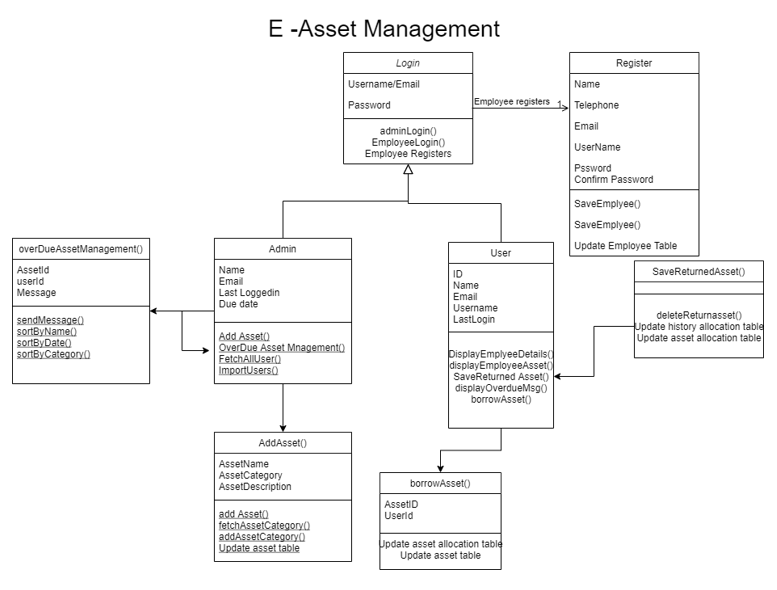 E -Asset Management
Login
Username/Email
Password
adminLogin()
EmployeeLogin()
Employee Registers
Employee registers 1
Register
Name
Telephone
Email
UserName
Pssword
Confirm Password
SaveEmplyee()
SaveEmplyee()
Update Employee Table
overDueAssetManagement()
AssetId
userId
Message
sendMessage()
sortByName()
sortByDate()
sortByCategory()
Admin
Name
Email
Last Loggedin
Due date
Add Asset()
OverDue Asset Mnagement()
FetchAllUser()
ImportUsers()
User
ID
Name
Email
Username
LastLogin
DisplayEmplyeeDetails()
displayEmployeeAsset()
SaveReturned Asset()
displayOverdueMsg()
borrowAsset()
SaveReturnedAsset()
deleteReturnasset()
Update history allocation table
Update asset allocation table
AddAsset()
AssetName
AssetCategory
AssetDescription
add Asset()
fetchAssetCategory()
addAssetCategory()
Update asset table
borrowAsset()
AssetID
UserId
Update asset allocation table
Update asset table